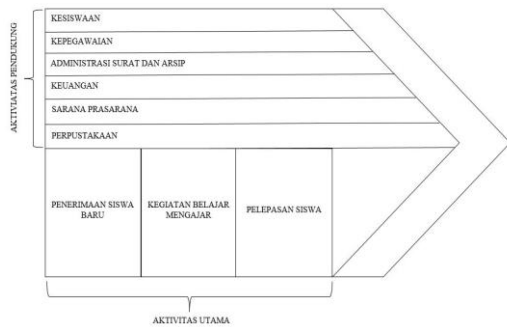 KESISWAAN
KEPEGAWAIAN
ADMINISTRASI SURAT DAN ARSIP
KEUANGAN
SARANA PRASARANA
PERPUSTAKAAN
AKTIVIATAS PENDUKUNG
PENERIMAAN SISWA
BARU
KEGIATAN BELAJAR
MENGAJAR
PELEPASAN SISWA
AKTIVITAS UTAMA